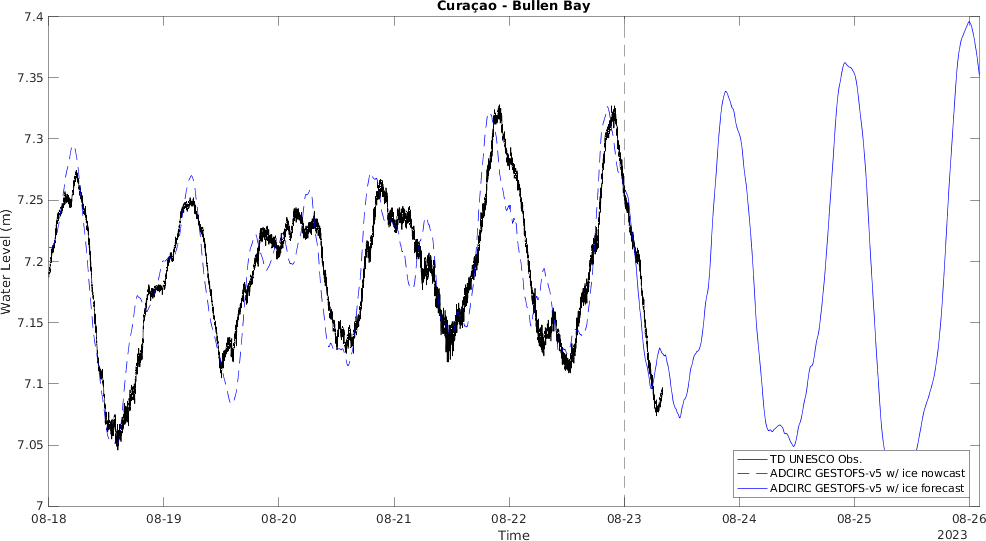 Curaçao - Bullen Bay
7.4
7.35
7.3
7.25
7.2
7.15
7.1
7.05
7
Water Level (m)
TD UNESCO Obs.
ADCIRC GESTOFS-v5 w/ ice nowcast
ADCIRC GESTOFS-v5 w/ ice forecast
08-18 08-19 08-20 08-21 08-22 08-23 08-24 08-25 08-26
Time
2023